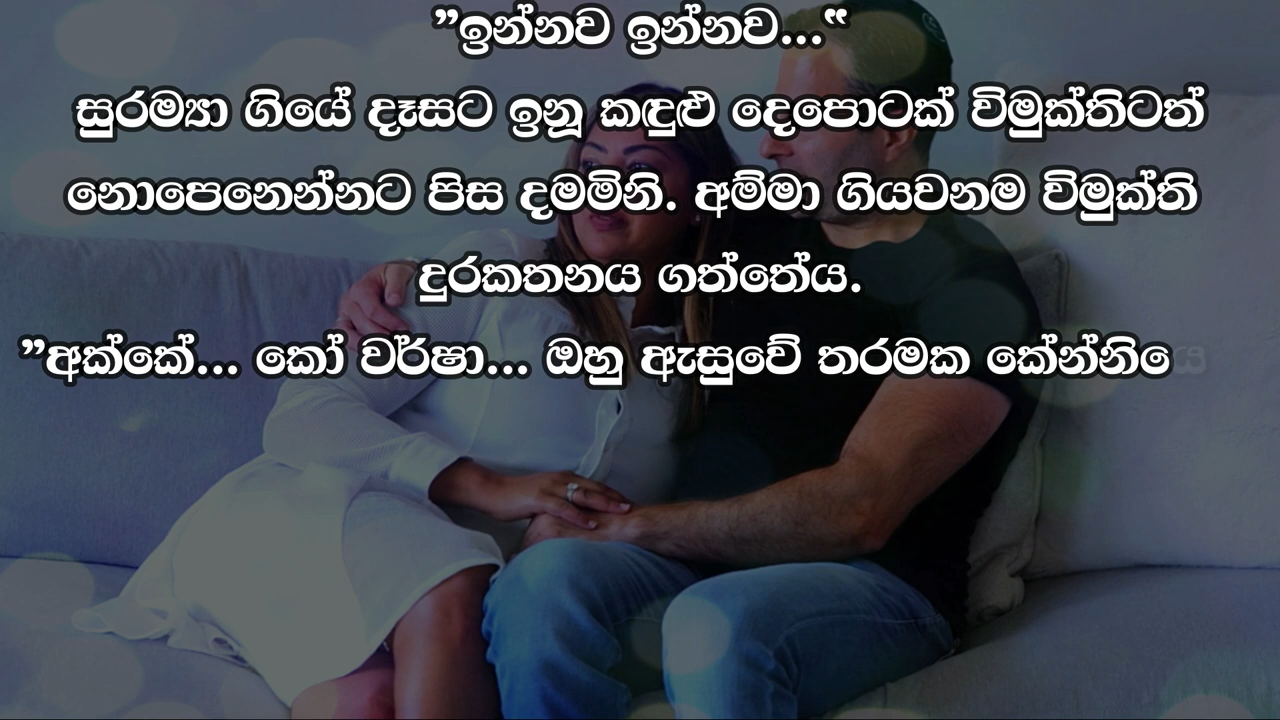 ”ඉන්නව ඉන්නව...“
සුරම්‍යා ගියේ දෑසට ඉනූ කඳුළු දෙපොටක් විමුක්තිටත්
නොපෙනෙන්නට පිස දමමිනි. අම්මා ගියවනම විමුක්ති
දුරකතනය ගත්තේය.
”අක්කේ... කෝ වර්ෂා... ඔහු ඇසුවේ තරමක කේන්තියෙ